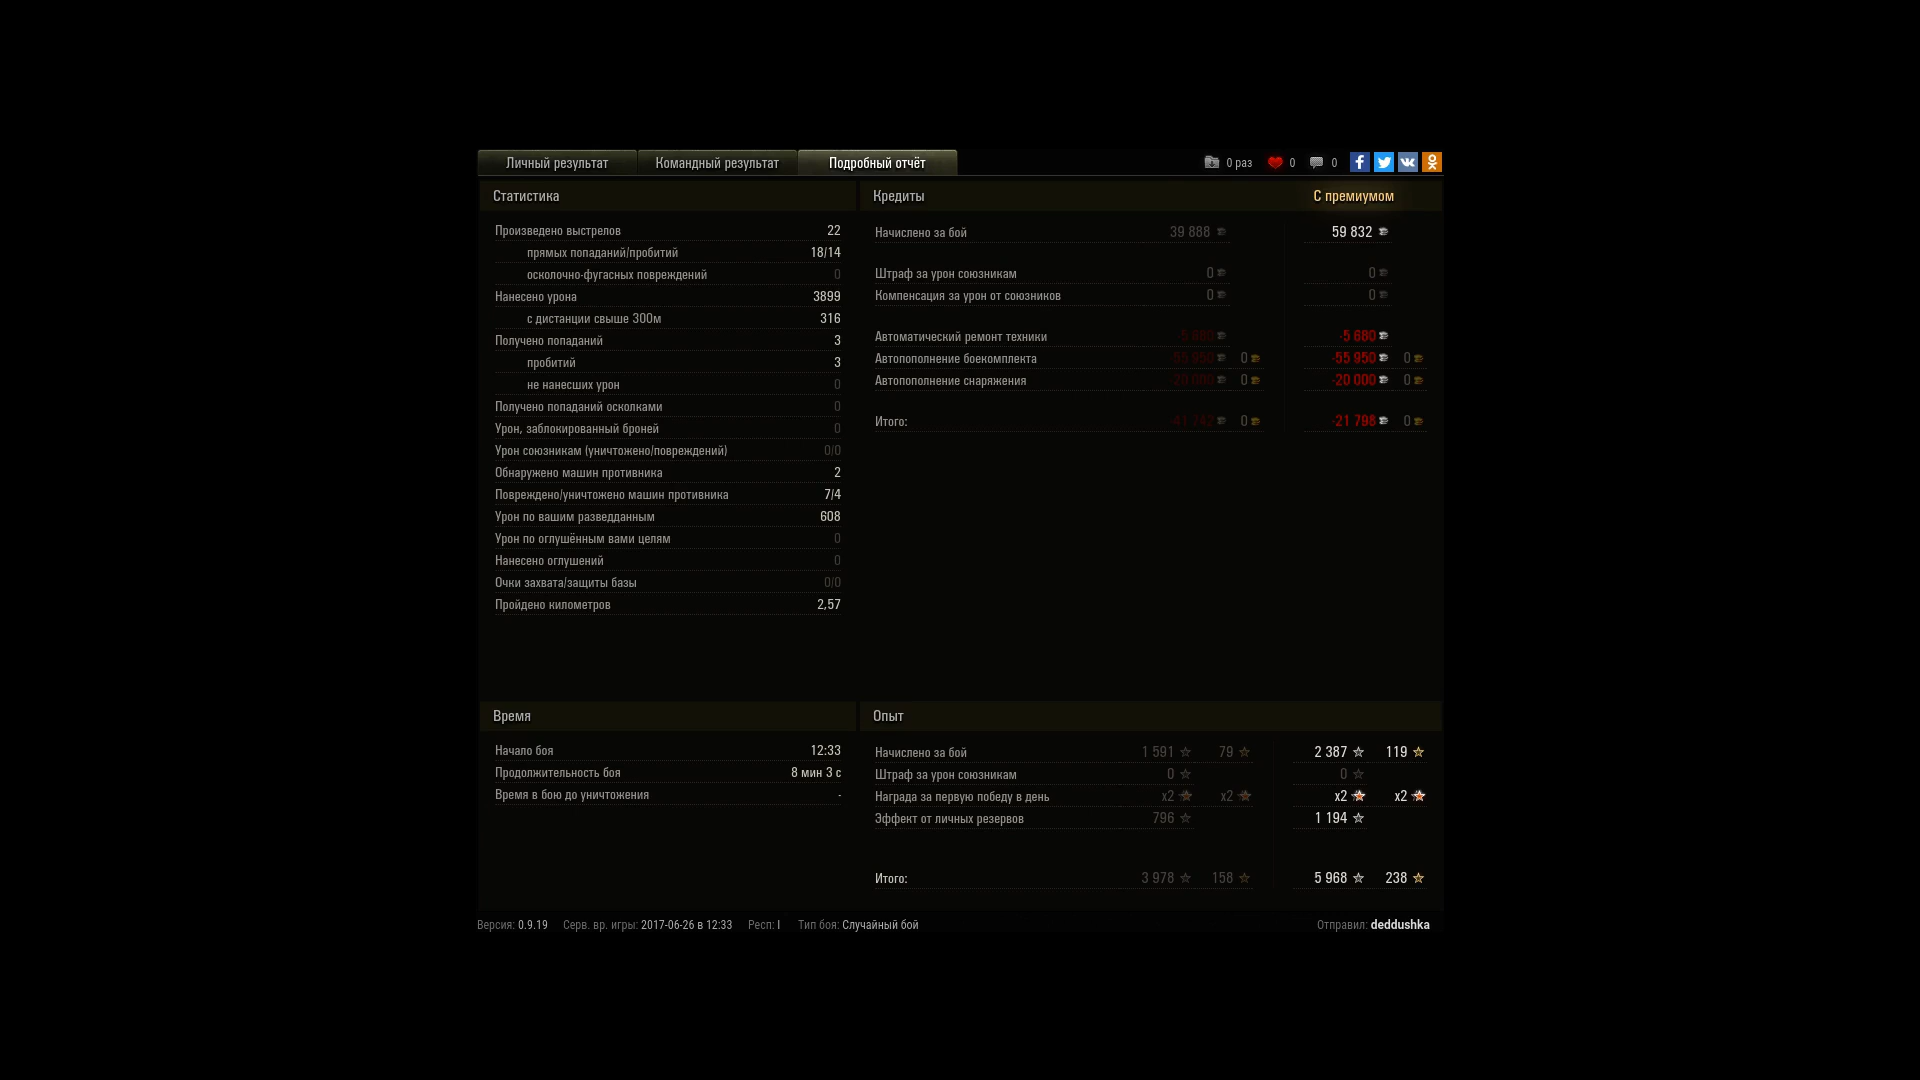 Личный результат Командный результат Подробный отчёт 0 раз 0 0
Статистика
Произведено выстрелов 22
прямых попаданий/пробитий 18/14
осколочно-фугасных повреждений 0
Нанесено урона 3899
с дистанции свыше 300м 316
Получено попаданий 3
пробитий 3
не нанесших урон 0
Получено попаданий осколками 0
Урон, заблокированный броней 0
Урон союзникам (уничтожено/повреждений) 0/0
Обнаружено машин противника 2
Повреждено/уничтожено машин противника 7/4
Урон по вашим разведданным 608
Урон по оглушённым вами целям 0
Нанесено оглушений 0
Очки захвата/защиты базы 0/0
Пройдено километров 2,57
Кредиты С премиумом
Начислено за бой 39 888 59 832
Штраф за урон союзникам 0 0
Компенсация за урон от союзников 0 0
Автоматический ремонт техники -5 680 -5 680
Автопополнение боекомплекта -55 950 0 -55 950 0
Автопополнение снаряжения -20 000 0 -20 000 0
Итого: -41 742 0 -21 798 0
Время
Начало боя 12:33
Продолжительность боя 8 мин 3 с
Время в бою до уничтожения -
Опыт
Начислено за бой 1 591 79 2 387 119
Штраф за урон союзникам 0 0
Награда за первую победу в день x2 x2 x2 x2
Эффект от личных резервов 796 1 194
Итого: 3 978 158 5 968 238
Версия: 0.9.19 Серв. вр. игры: 2017-06-26 в 12:33 Респ: I Тип боя: Случайный бой Отправил: deddushka